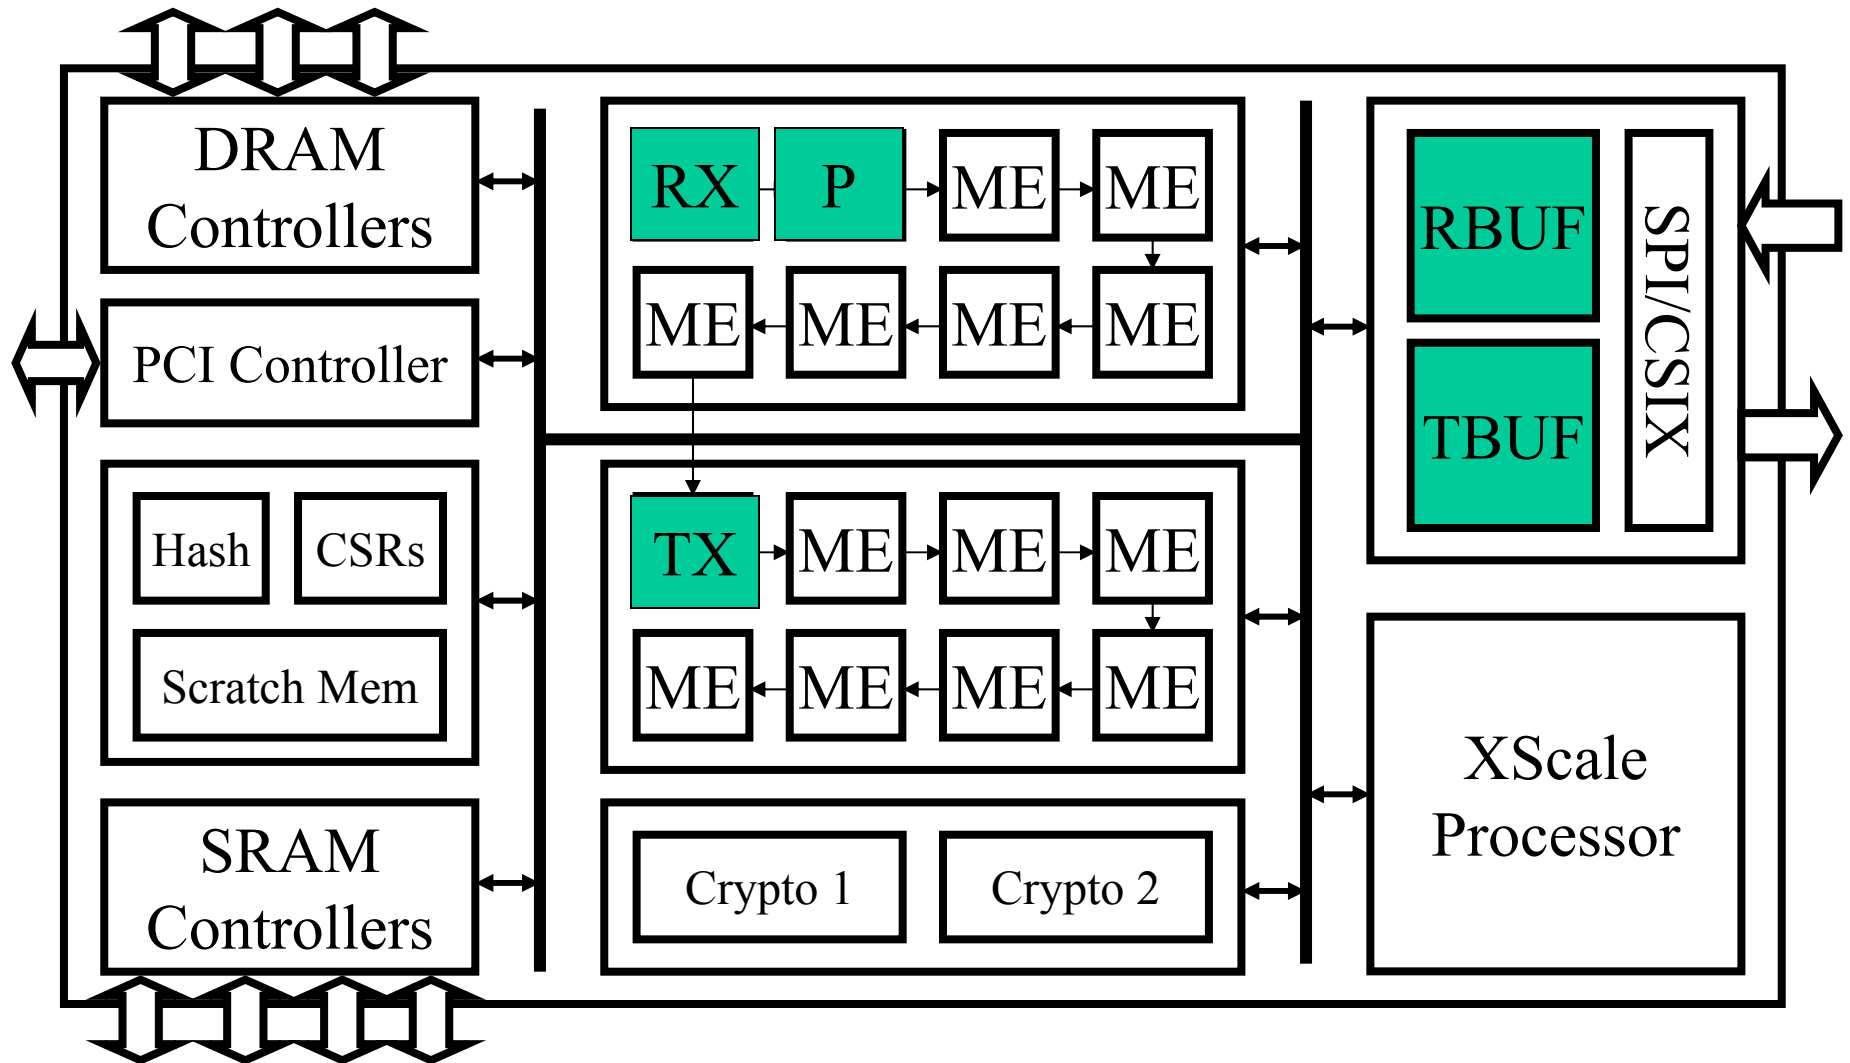 DRAM
Controllers
PCI Controller
Hash
CSRs
Scratch Mem
SRAM
Controllers
RX
P
ME
ME
ME
ME
ME
ME
TX
ME
ME
ME
ME
ME
ME
ME
Crypto 1
Crypto 2
RBUF
TBUF
SPI/CSIX
XScale
Processor